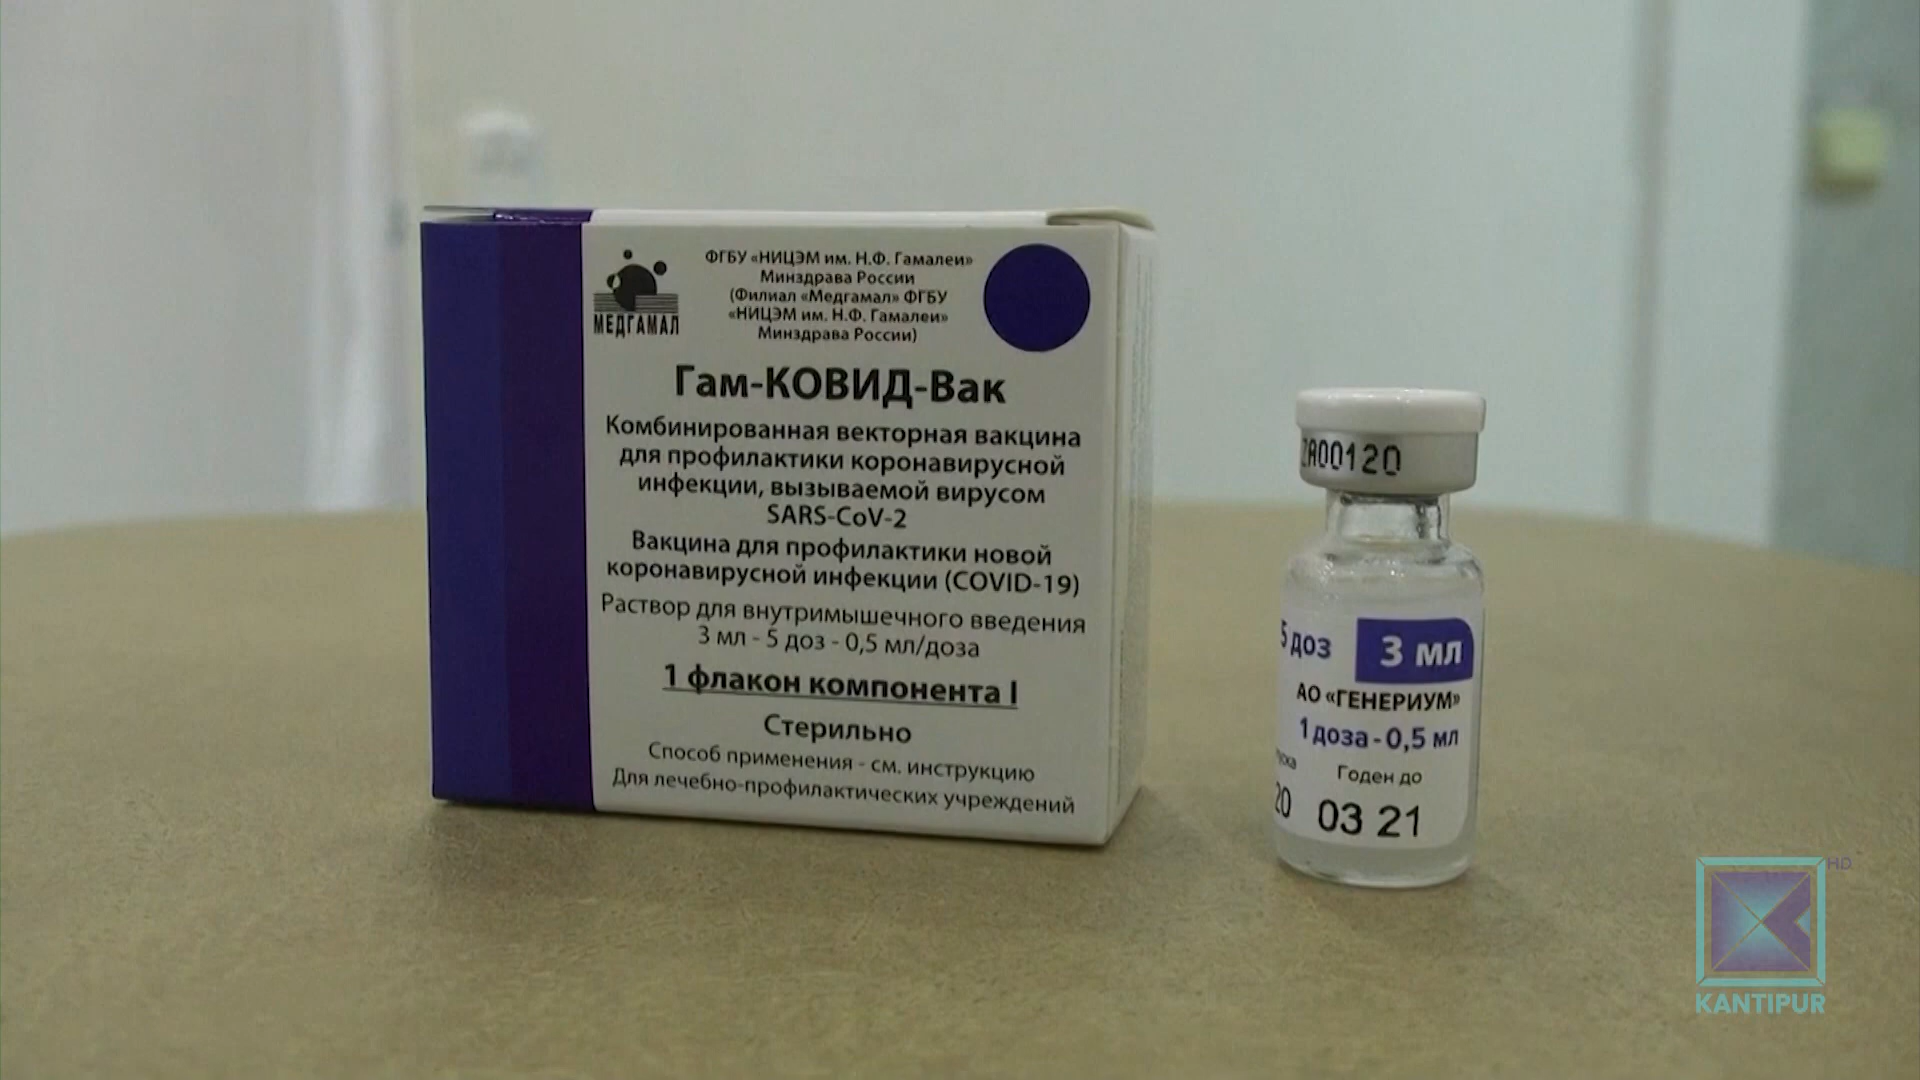 МЕДГАМАЛ
ФГБУ «НИЦЭМ им. Н.Ф. Гамалеи»
Минздрава России
(Филиал «Медгамал» ФГБУ
«НИЦЭМ им. Н.Ф. Гамалеи»
Минздрава России)
Гам-КОВИД-Вак
Комбинированная векторная вакцина
для профилактики коронавирусной
инфекции, вызываемой вирусом
SARS-CoV-2
Вакцина для профилактики новой
коронавирусной инфекции (COVID-19)
Раствор для внутримышечного введения
3 мл - 5 доз - 0,5 мл/доза
1 флакон компонента I
Стерильно
Способ применения - см. инструкцию
Для лечебно-профилактических учреждений
ZA00120
5 доз 3 мл
АО «ГЕНЕРИУМ»
1 доза - 0,5 мл
Годен до
20 03 21
HD
KANTIPUR